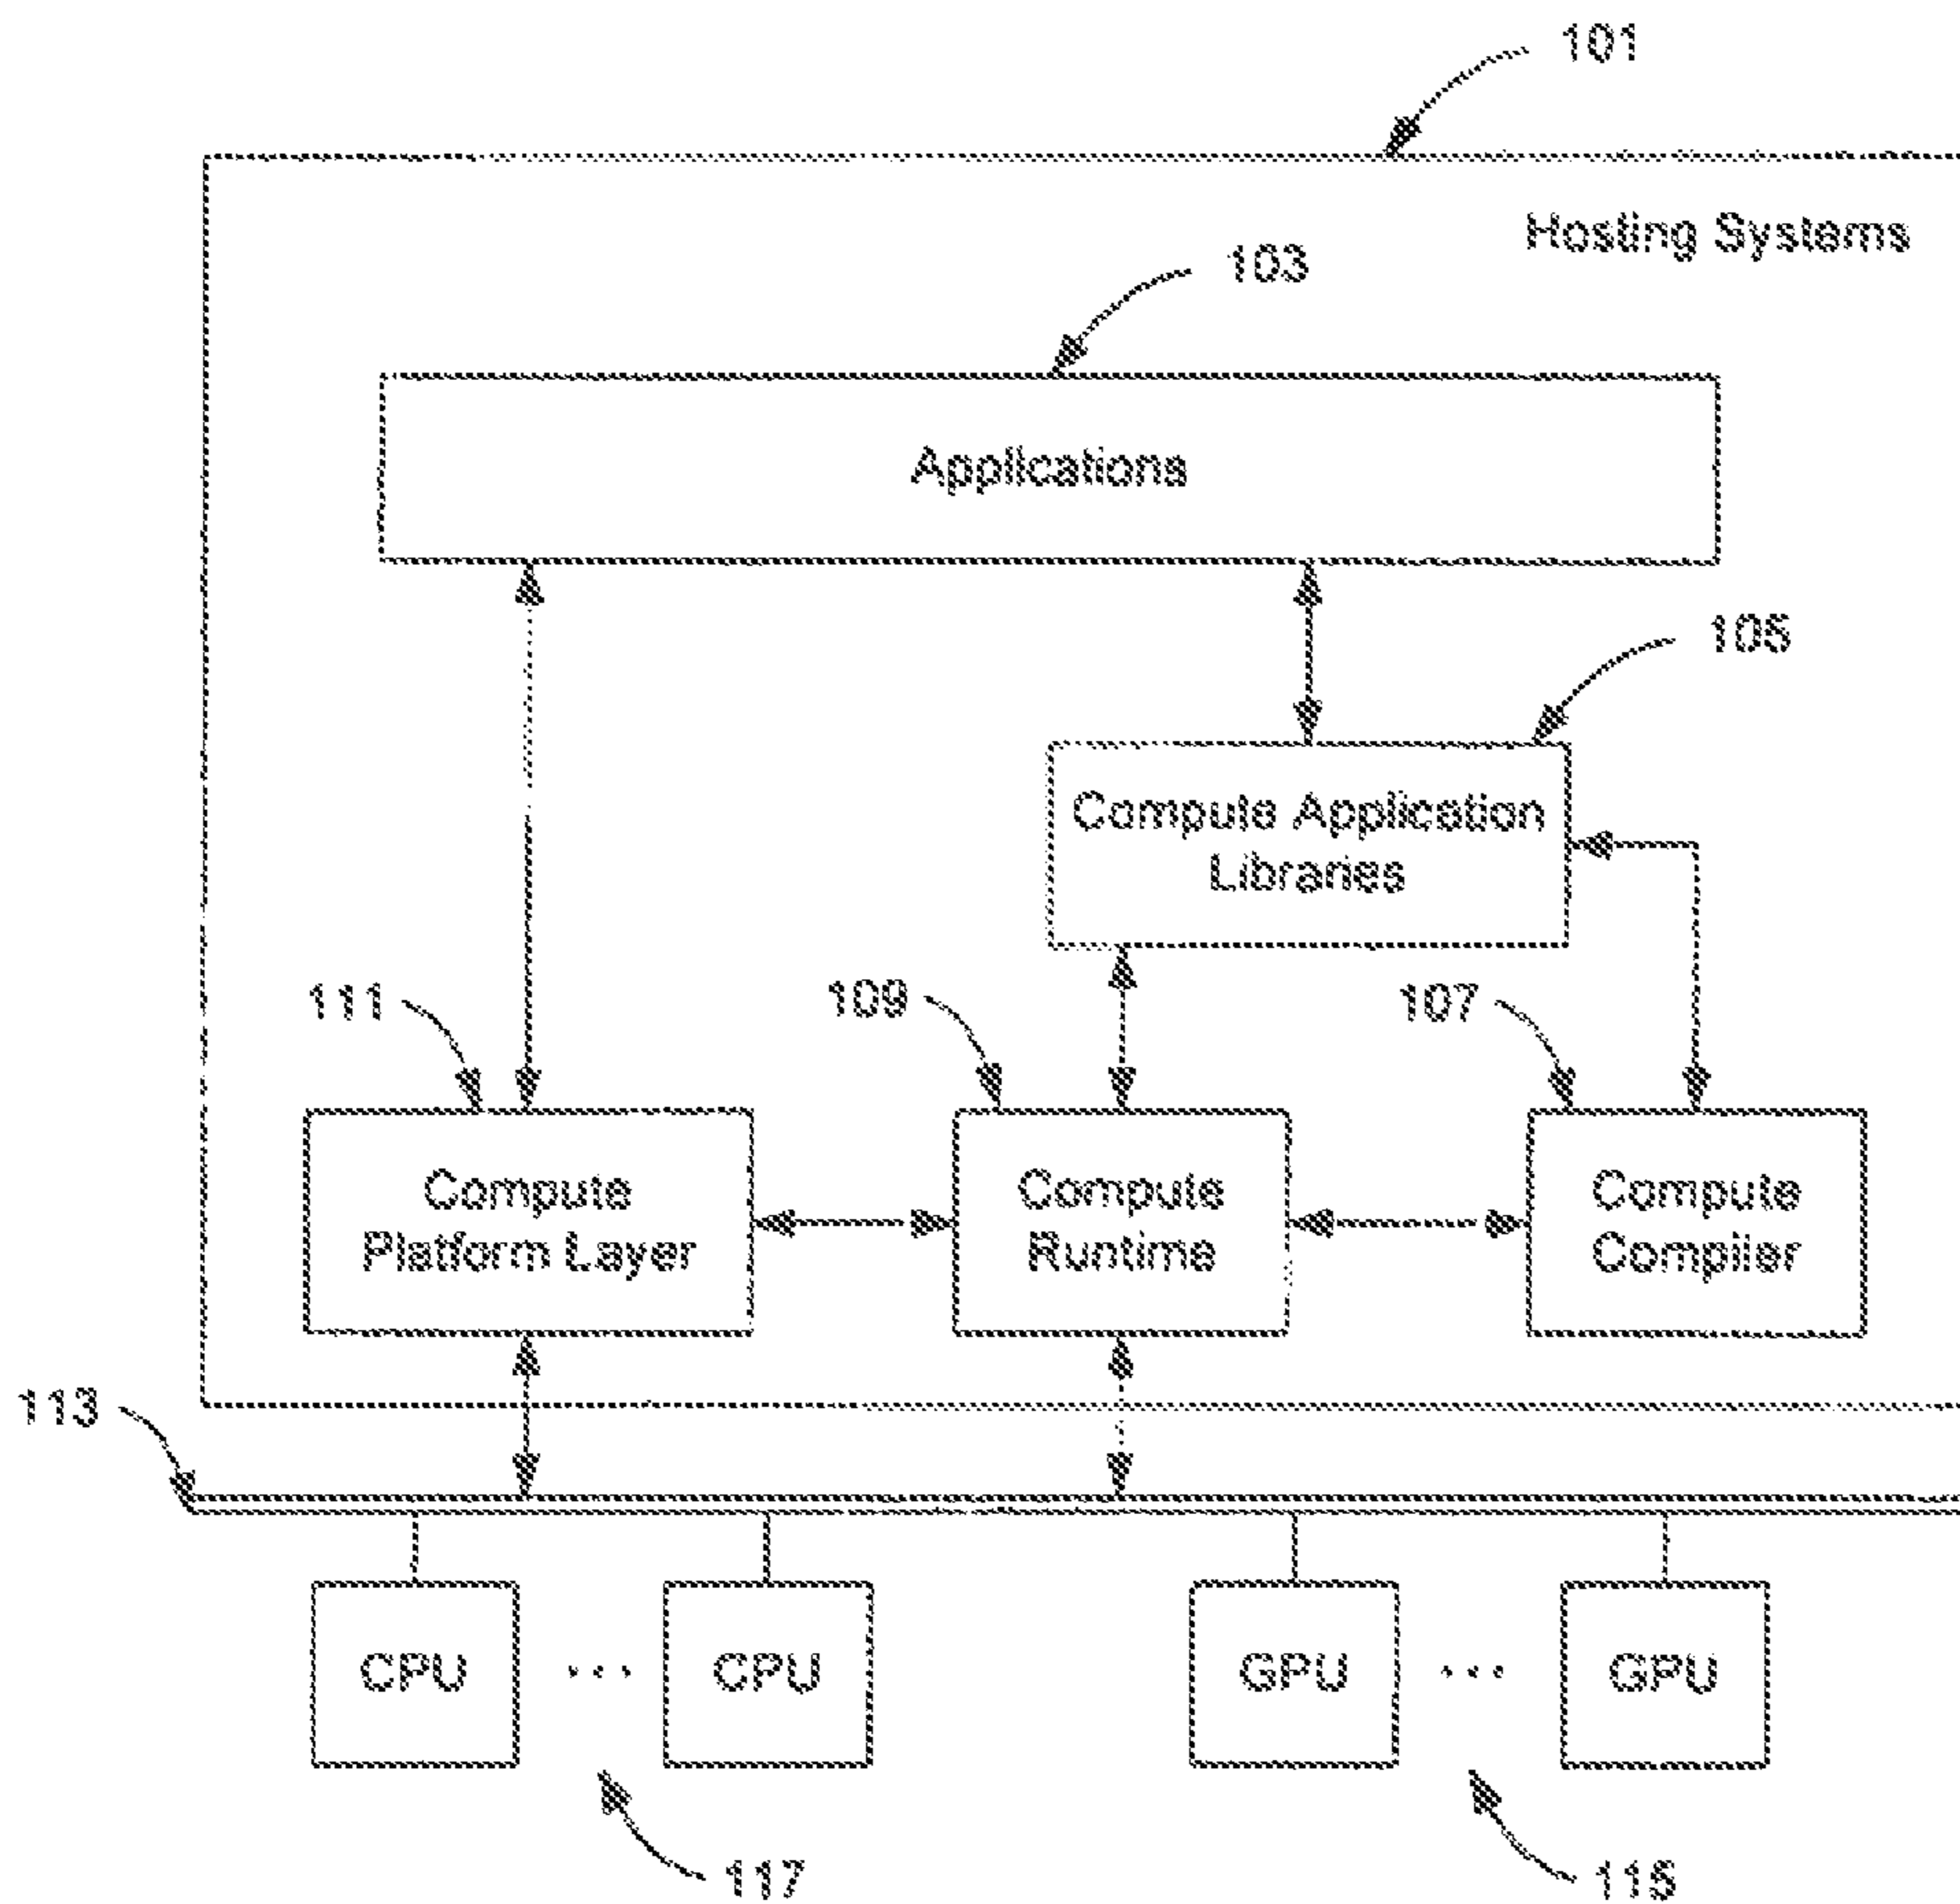 101
Hosting Systems
103
Applications
105
Compute Application
Libraries
111
109
107
Compute
Platform Layer
Compute
Runtime
Compute
Compiler
113
CPU
...
CPU
GPU
...
GPU
117
115